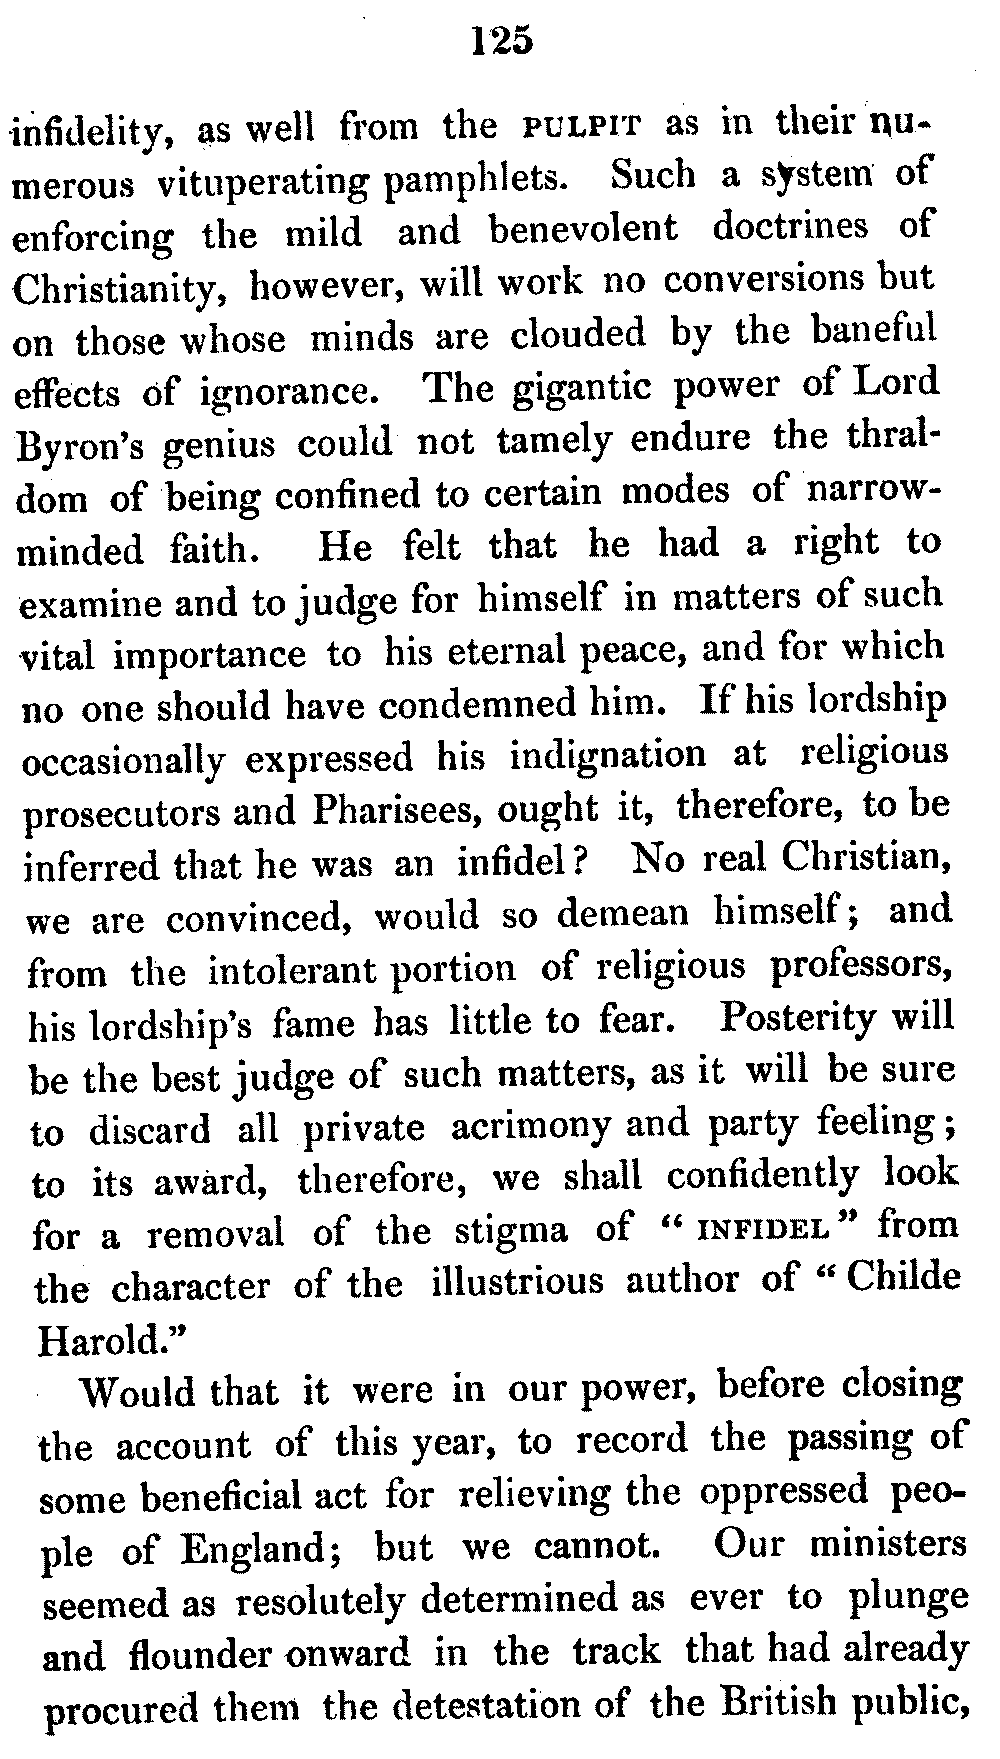 125
infidelity, as well from the PULPIT as in their nu-
merous vituperating pamphlets. Such a system of
enforcing the mild and benevolent doctrines of
Christianity, however, will work no conversions but
on those whose minds are clouded by the baneful
effects of ignorance. The gigantic power of Lord
Byron's genius could not tamely endure the thral-
dom of being confined to certain modes of narrow-
minded faith. He felt that he had a right to
examine and to judge for himself in matters of such
vital importance to his eternal peace, and for which
no one should have condemned him. If his lordship
occasionally expressed his indignation at religious
prosecutors and Pharisees, ought it, therefore, to be
inferred that he was an infidel? No real Christian,
we are convinced, would so demean himself; and
from the intolerant portion of religious professors,
his lordship's fame has little to fear. Posterity will
be the best judge of such matters, as it will be sure
to discard all private acrimony and party feeling;
to its award, therefore, we shall confidently look
for a removal of the stigma of “ INFIDEL ” from
the character of the illustrious author of “ Childe
Harold.”
Would that it were in our power, before closing
the account of this year, to record the passing of
some beneficial act for relieving the oppressed peo-
ple of England; but we cannot. Our ministers
seemed as resolutely determined as ever to plunge
and flounder onward in the track that had already
procured them the detestation of the British public,